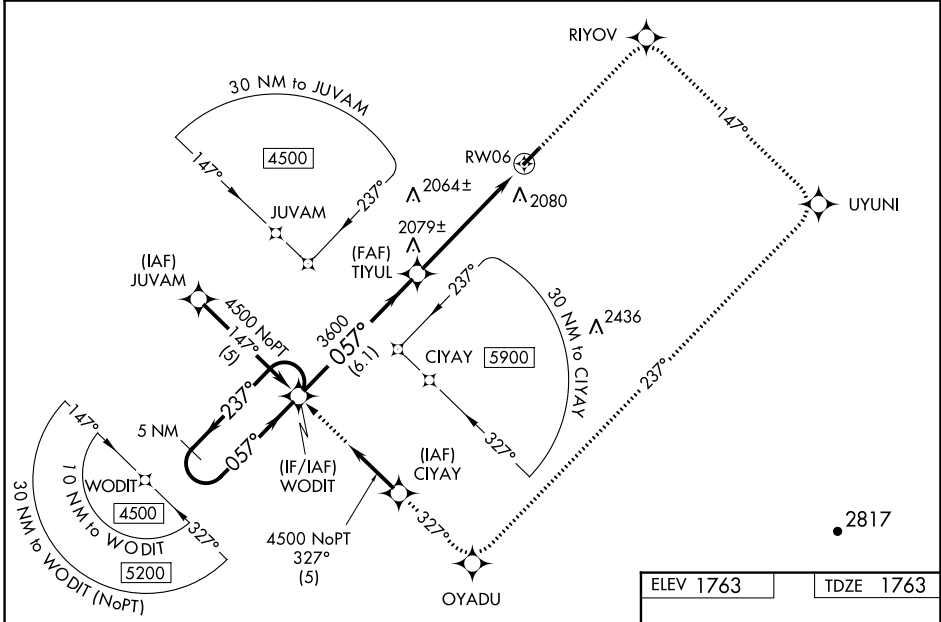 RIYOV
30 NM to JUVAM
4500
147°
237°
JUVAM
RW06
2064±
2080
2079±
147°
UYUNI
(FAF)
TIYUL
(IAF)
JUVAM
4500 NoPT
147°
(5)
3600
057°
(6.1)
237°
30 NM to CIYAY
2436
CIYAY
5900
327°
237°
237°
057°
5 NM
(IF/IAF)
WODIT
(IAF)
CIYAY
147°
WODIT
4500
327°
10 NM to WODIT
5200
30 NM to WODIT (NoPT)
4500 NoPT
327°
(5)
327°
OYADU
2817
ELEV 1763
TDZE 1763